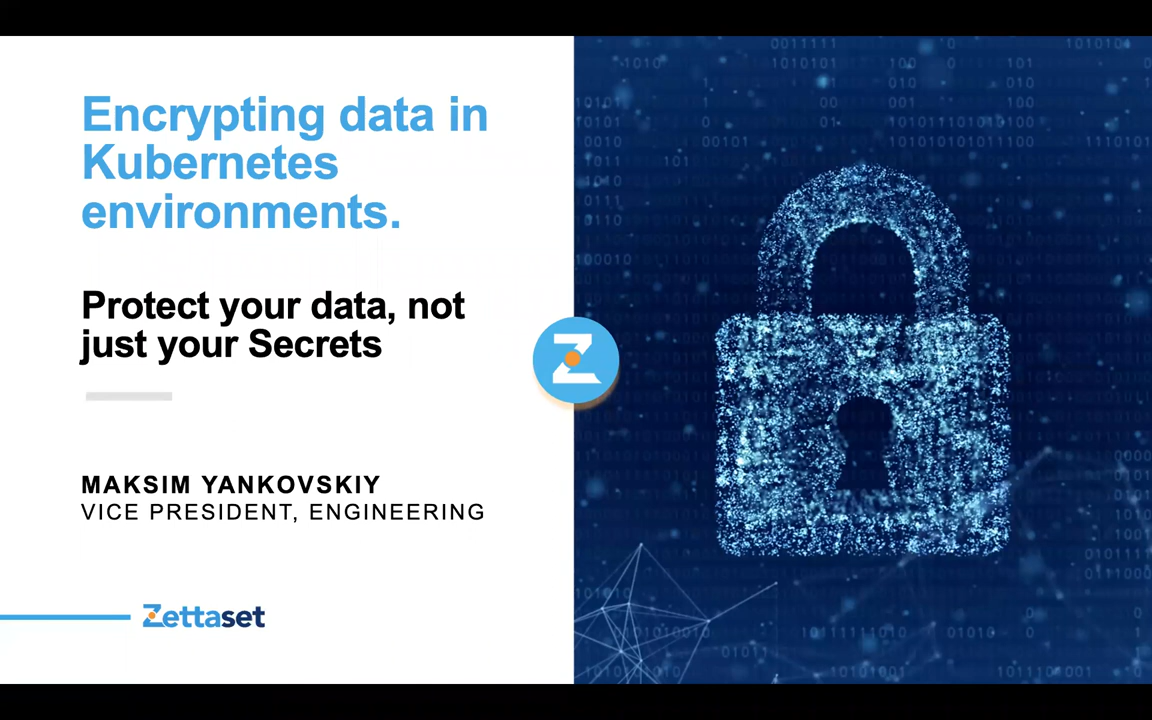 Encrypting data in
Kubernetes
environments.
Protect your data, not
just your Secrets
MAKSIM YANKOVSKIY
VICE PRESIDENT, ENGINEERING
Zettaset